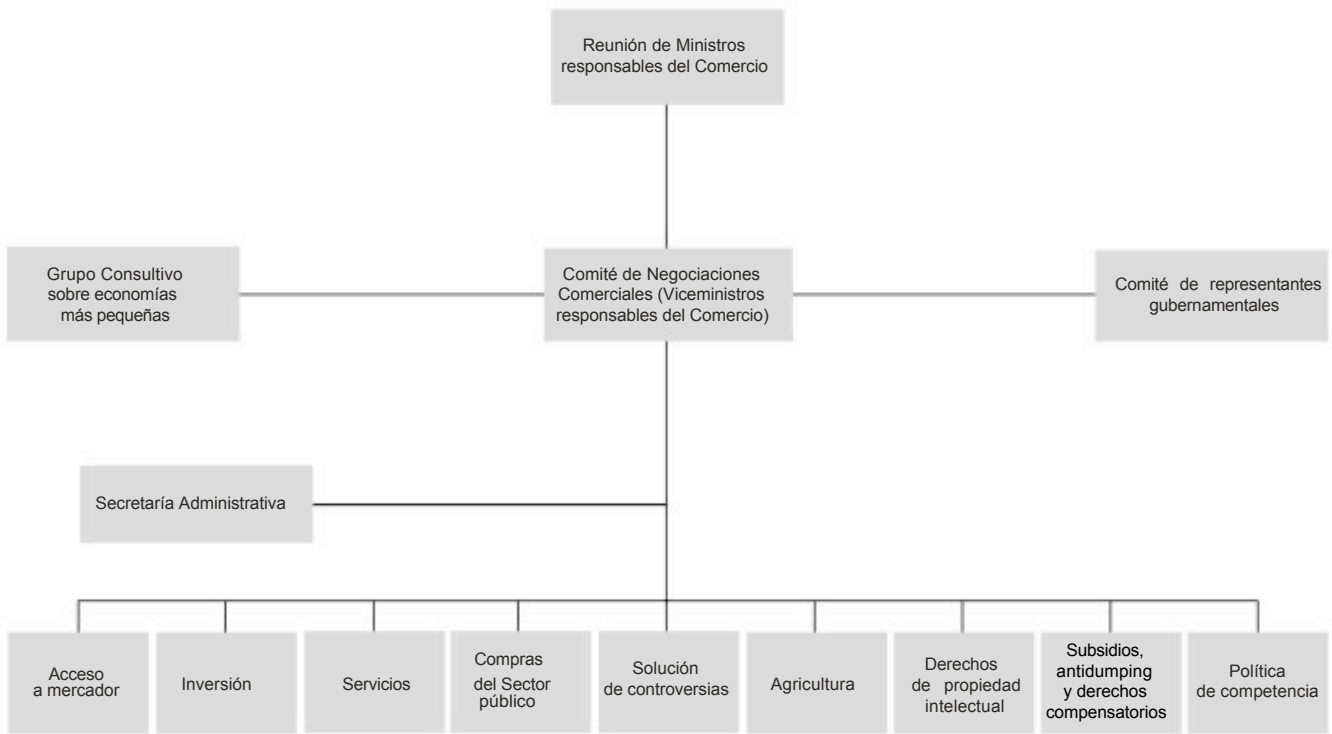 Reunión de Ministros
responsables del Comercio
Grupo Consultivo
sobre economías
más pequeñas
Comité de Negociaciones
Comerciales (Viceministros
responsables del Comercio)
Comité de representantes
gubernamentales
Secretaría Administrativa
Acceso
a mercador
Inversión
Servicios
Compras
del Sector
público
Solución
de controversias
Agricultura
Derechos
de propiedad
intelectual
Subsidios,
antidumping
y derechos
compensatorios
Política
de competencia